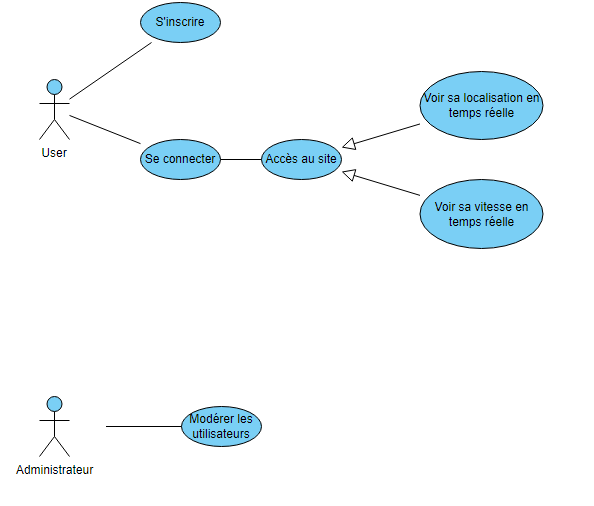 S'inscrire
User
Se connecter
Accès au site
Voir sa localisation en
temps réelle
Voir sa vitesse en
temps réelle
Administrateur
Modérer les
utilisateurs